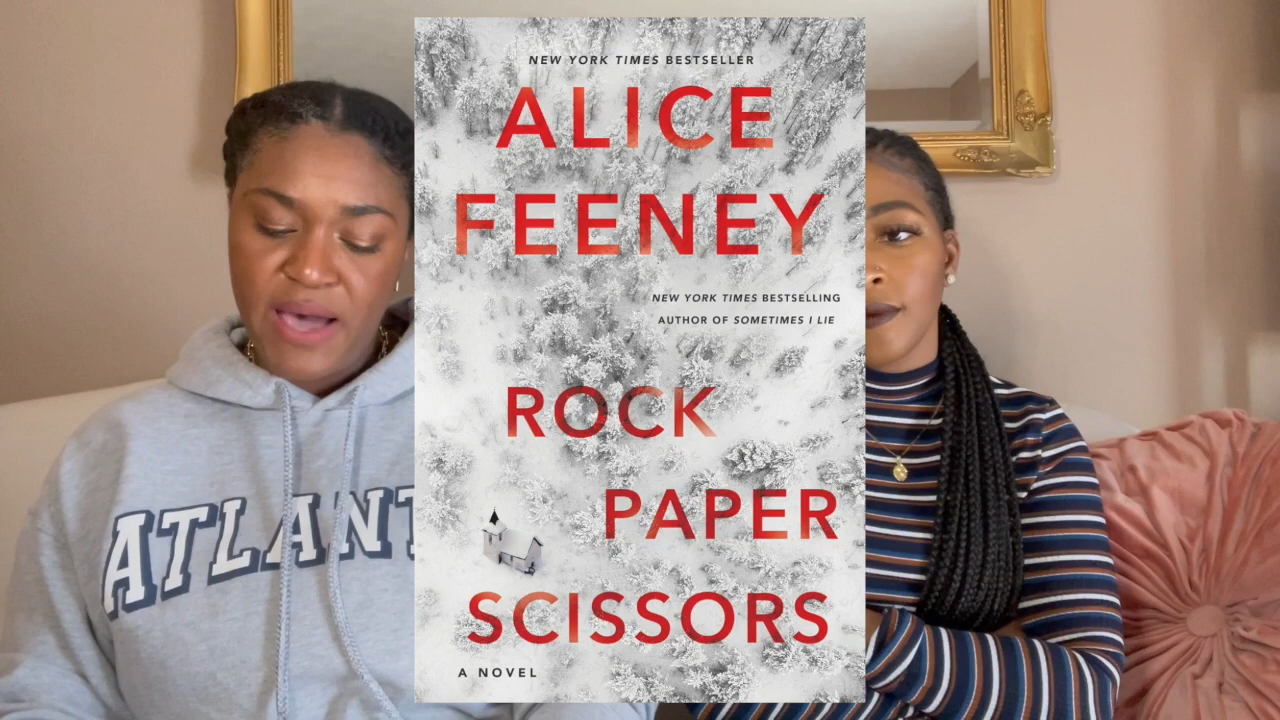 NEW YORK TIMES BESTSELLER
ALICE
FEENEY
NEW YORK TIMES BESTSELLING
AUTHOR OF SOMETIMES I LIE
ROCK
PAPER
SCISSORS
A NOVEL
ATLANT